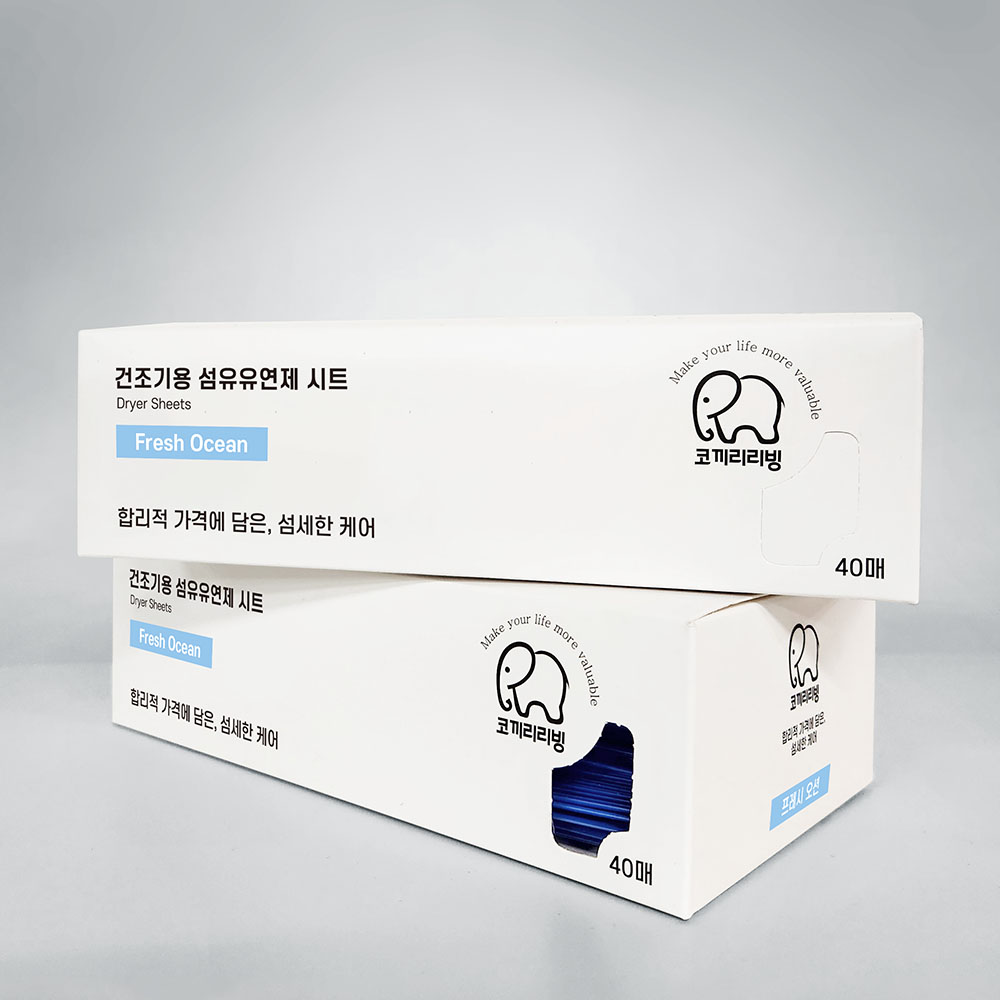 건조기용 섬유유연제 시트
Dryer Sheets
Fresh Ocean
합리적 가격에 담은, 섬세한 케어
Make your life more valuable
코끼리리빙
40매
건조기용 섬유유연제 시트
Dryer Sheets
Fresh Ocean
합리적 가격에 담은, 섬세한 케어
Make your life more valuable
코끼리리빙
40매
코끼리리빙
합리적 가격에 담은,
섬세한 케어
프레시 오션